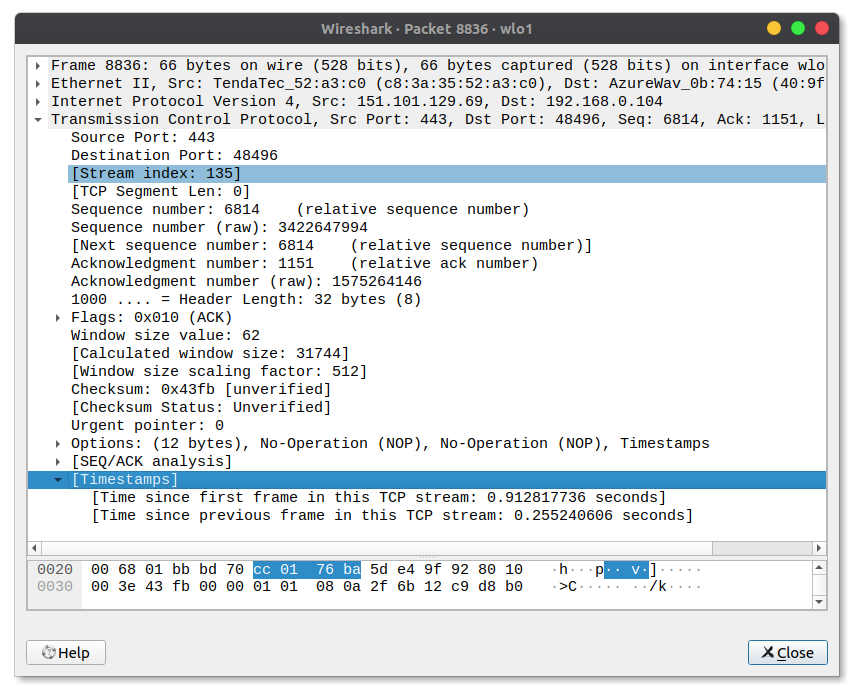 Wireshark · Packet 8836 · wlo1
Frame 8836: 66 bytes on wire (528 bits), 66 bytes captured (528 bits) on interface wlo
Ethernet II, Src: TendaTec_52:a3:c0 (c8:3a:35:52:a3:c0), Dst: AzureWav_0b:74:15 (40:9f
Internet Protocol Version 4, Src: 151.101.129.69, Dst: 192.168.0.104
Transmission Control Protocol, Src Port: 443, Dst Port: 48496, Seq: 6814, Ack: 1151, L
Source Port: 443
Destination Port: 48496
[Stream index: 135]
[TCP Segment Len: 0]
Sequence number: 6814    (relative sequence number)
Sequence number (raw): 3422647994
[Next sequence number: 6814    (relative sequence number)]
Acknowledgment number: 1151    (relative ack number)
Acknowledgment number (raw): 1575264146
1000 .... = Header Length: 32 bytes (8)
Flags: 0x010 (ACK)
Window size value: 62
[Calculated window size: 31744]
[Window size scaling factor: 512]
Checksum: 0x43fb [unverified]
[Checksum Status: Unverified]
Urgent pointer: 0
Options: (12 bytes), No-Operation (NOP), No-Operation (NOP), Timestamps
[SEQ/ACK analysis]
[Timestamps]
[Time since first frame in this TCP stream: 0.912817736 seconds]
[Time since previous frame in this TCP stream: 0.255240606 seconds]
0020  00 68 01 bb bd 70 cc 01  76 ba 5d e4 9f 92 80 10   ·h···p·· v·]·····
0030  00 3e 43 fb 00 00 01 01  08 0a 2f 6b 12 c9 d8 b0   ·>C····· ··/k····
Help
Close